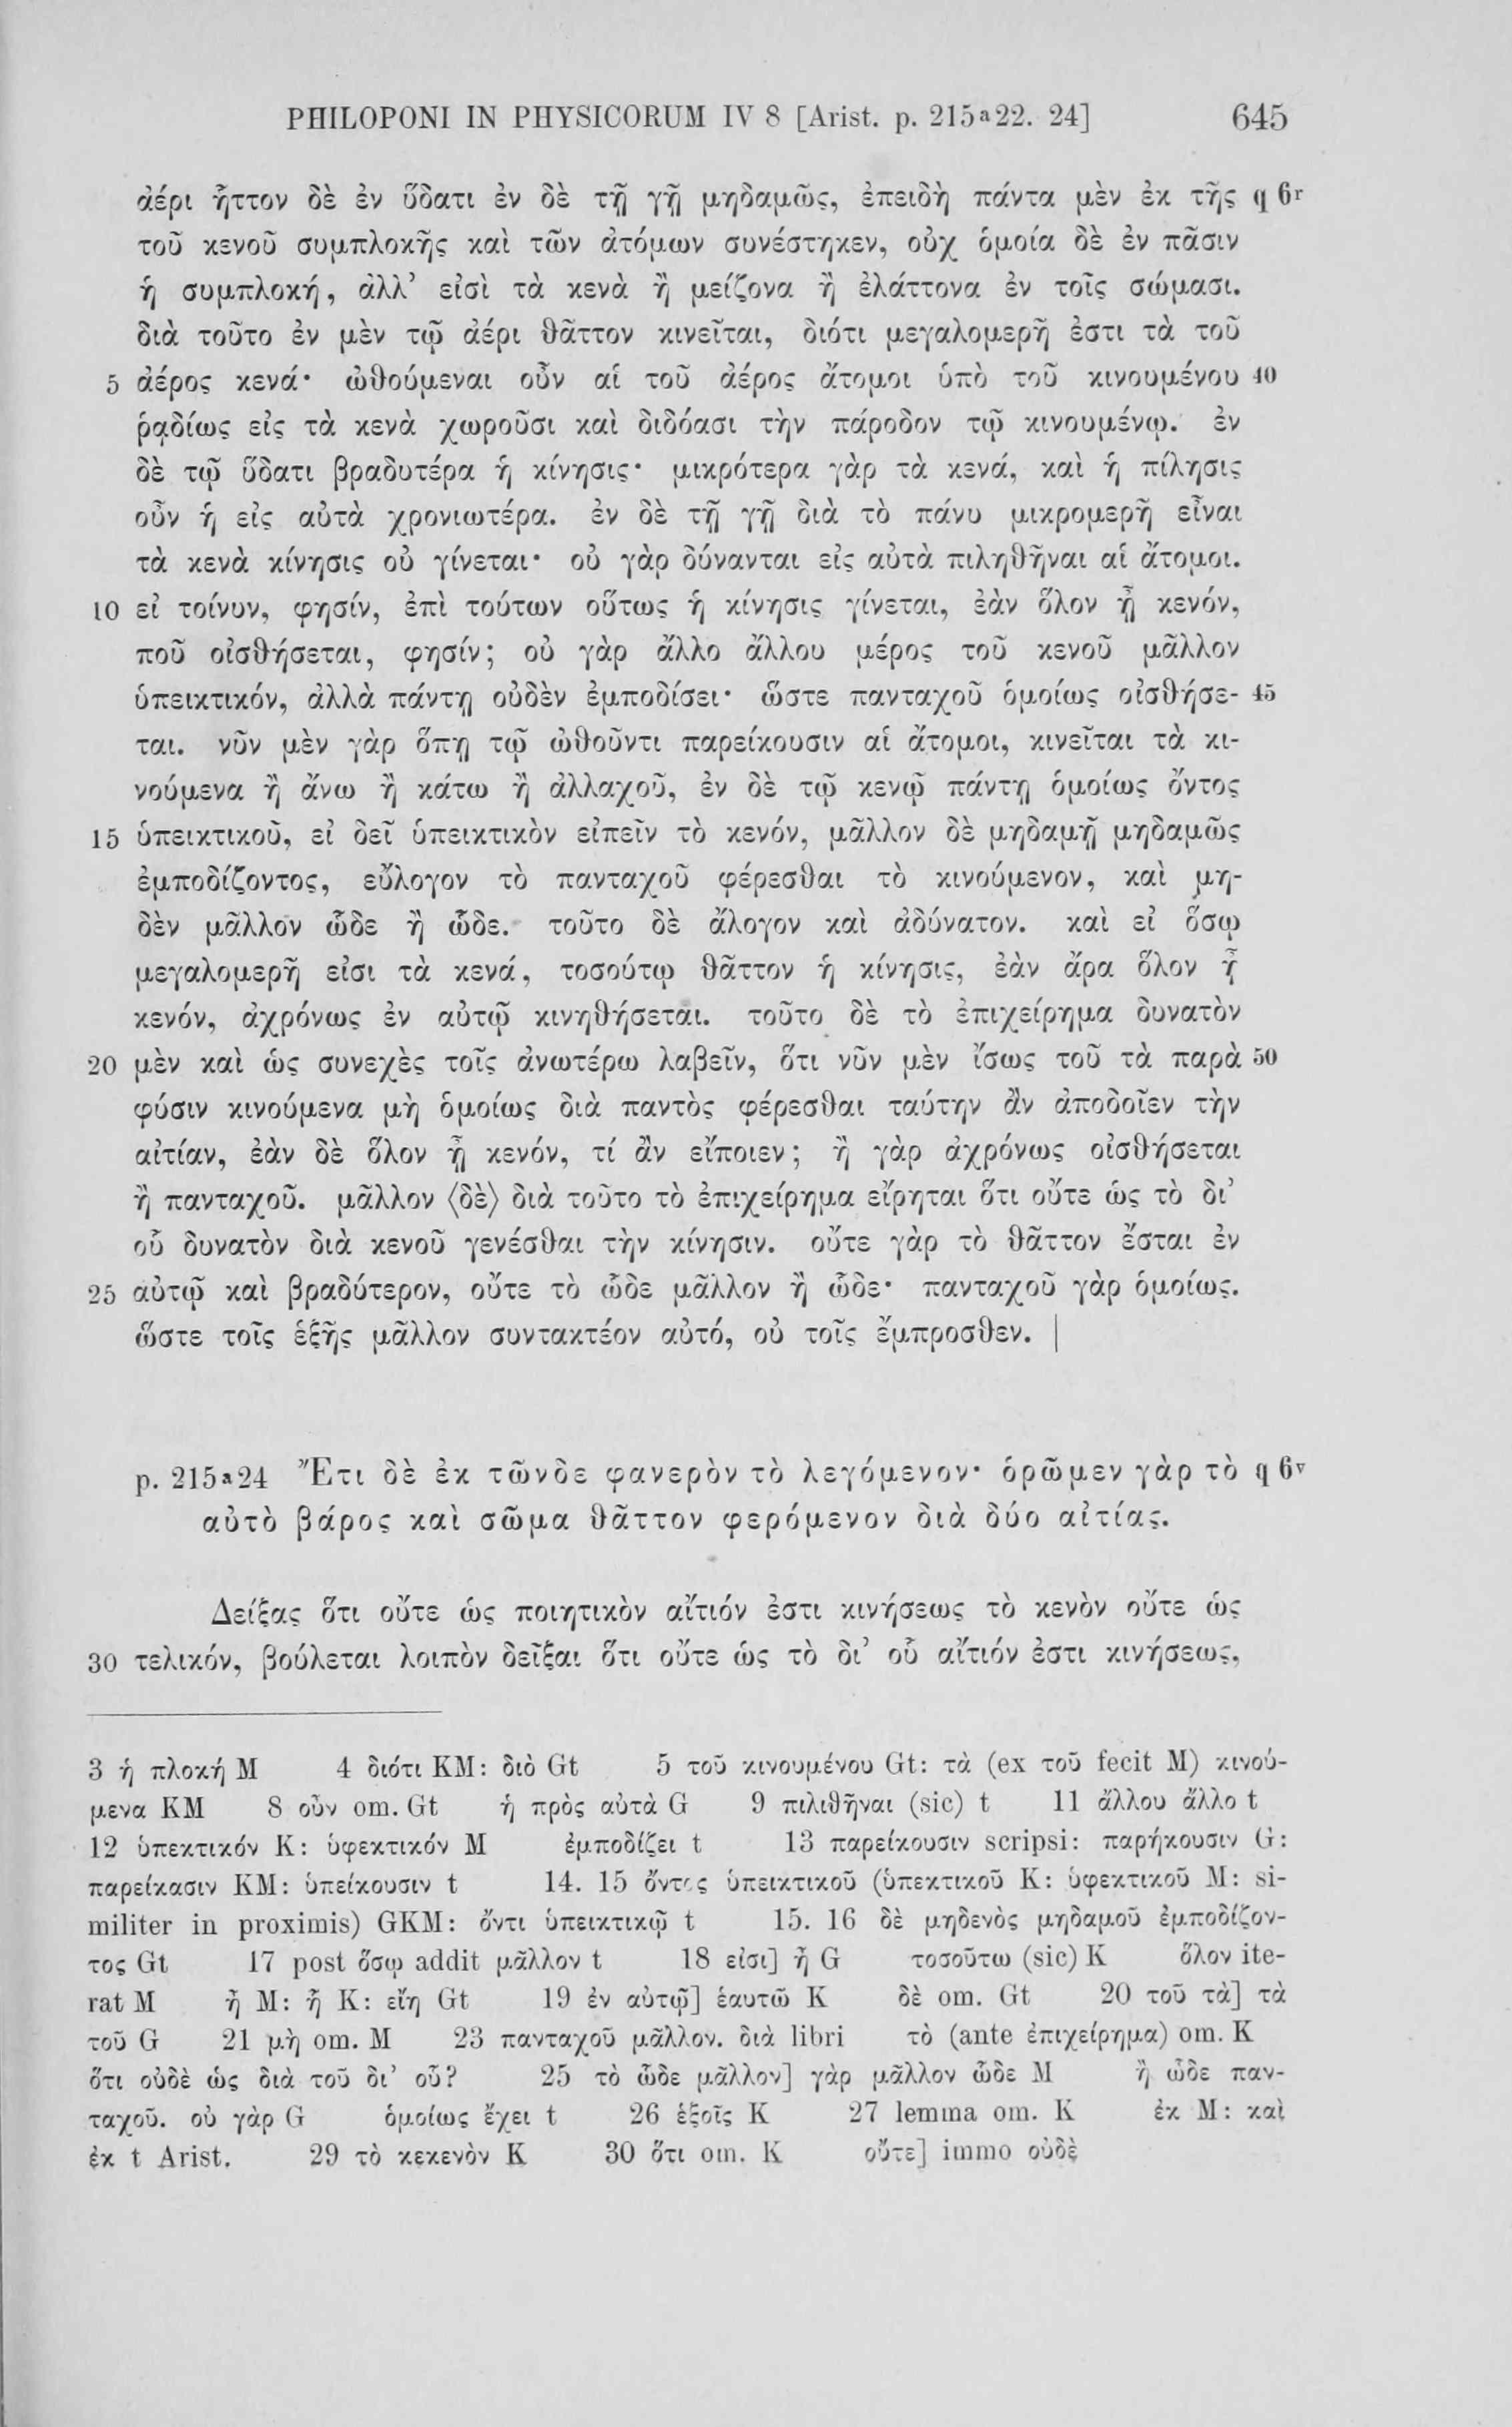 PHILOPONI IN PHYSICORUM IV 8 [Arist. p. 215a22. 24] 645
ἀέρι ἧττον δὲ ἐν ὕδατι ἐν δὲ τῇ γῇ μηδαμῶς, ἐπειδὴ πάντα μὲν ἐκ τῆς q 6r
τοῦ κενοῦ συμπλοκῆς καὶ τῶν ἀτόμων συνέστηκεν, οὐχ ὁμοία δὲ ἐν πᾶσιν
ἡ συμπλοκή, ἀλλ’ εἰσὶ τὰ κενὰ ἢ μείζονα ἢ ἐλάττονα ἐν τοῖς σώμασι.
διὰ τοῦτο ἐν μὲν τῷ ἀέρι θᾶττον κινεῖται, διότι μεγαλομερῆ ἐστι τὰ τοῦ
5 ἀέρος κενά· ὠθούμεναι οὖν αἱ τοῦ ἀέρος ἄτομοι ὑπὸ τοῦ κινουμένου 40
ῥᾳδίως εἰς τὰ κενὰ χωροῦσι καὶ διδόασι τὴν πάροδον τῷ κινουμένῳ. ἐν
δὲ τῷ ὕδατι βραδυτέρα ἡ κίνησις· μικρότερα γὰρ τὰ κενά, καὶ ἡ πίλησις
οὖν ἡ εἰς αὐτὰ χρονιωτέρα. ἐν δὲ τῇ γῇ διὰ τὸ πάνυ μικρομερῆ εἶναι
τὰ κενὰ κίνησις οὐ γίνεται· οὐ γὰρ δύνανται εἰς αὐτὰ πιληθῆναι αἱ ἄτομοι.
10 εἰ τοίνυν, φησίν, ἐπὶ τούτων οὕτως ἡ κίνησις γίνεται, ἐὰν ὅλον ᾖ κενόν,
ποῦ οἰσθήσεται, φησίν; οὐ γὰρ ἄλλο ἄλλου μέρος τοῦ κενοῦ μᾶλλον
ὑπεικτικόν, ἀλλὰ πάντῃ οὐδὲν ἐμποδίσει· ὥστε πανταχοῦ ὁμοίως οἰσθήσε- 45
ται. νῦν μὲν γὰρ ὅπῃ τῷ ὠθοῦντι παρείκουσιν αἱ ἄτομοι, κινεῖται τὰ κι-
νούμενα ἢ ἄνω ἢ κάτω ἢ ἀλλαχοῦ, ἐν δὲ τῷ κενῷ πάντῃ ὁμοίως ὄντος
15 ὑπεικτικοῦ, εἰ δεῖ ὑπεικτικὸν εἰπεῖν τὸ κενόν, μᾶλλον δὲ μηδαμῇ μηδαμῶς
ἐμποδίζοντος, εὔλογον τὸ πανταχοῦ φέρεσθαι τὸ κινούμενον, καὶ μη-
δὲν μᾶλλον ὧδε ἢ ὧδε. τοῦτο δὲ ἄλογον καὶ ἀδύνατον. καὶ εἰ ὅσῳ
μεγαλομερῆ εἰσι τὰ κενά, τοσούτῳ θᾶττον ἡ κίνησις, ἐὰν ἄρα ὅλον ᾖ
κενόν, ἀχρόνως ἐν αὐτῷ κινηθήσεται. τοῦτο δὲ τὸ ἐπιχείρημα δυνατὸν
20 μὲν καὶ ὡς συνεχὲς τοῖς ἀνωτέρω λαβεῖν, ὅτι νῦν μὲν ἴσως τοῦ τὰ παρὰ 50
φύσιν κινούμενα μὴ ὁμοίως διὰ παντὸς φέρεσθαι ταύτην ἂν ἀποδοῖεν τὴν
αἰτίαν, ἐὰν δὲ ὅλον ᾖ κενόν, τί ἂν εἴποιεν; ἢ γὰρ ἀχρόνως οἰσθήσεται
ἢ πανταχοῦ. μᾶλλον ⟨δὲ⟩ διὰ τοῦτο τὸ ἐπιχείρημα εἴρηται ὅτι οὔτε ὡς τὸ δι’
οὗ δυνατὸν διὰ κενοῦ γενέσθαι τὴν κίνησιν. οὔτε γὰρ τὸ θᾶττον ἔσται ἐν
25 αὐτῷ καὶ βραδύτερον, οὔτε τὸ ὧδε μᾶλλον ἢ ὧδε· πανταχοῦ γὰρ ὁμοίως.
ὥστε τοῖς ἑξῆς μᾶλλον συντακτέον αὐτό, οὐ τοῖς ἔμπροσθεν. |
p. 215a24 Ἔτι δὲ ἐκ τῶνδε φανερὸν τὸ λεγόμενον· ὁρῶμεν γὰρ τὸ q 6v
αὐτὸ βάρος καὶ σῶμα θᾶττον φερόμενον διὰ δύο αἰτίας.
Δείξας ὅτι οὔτε ὡς ποιητικὸν αἴτιόν ἐστι κινήσεως τὸ κενὸν οὔτε ὡς
30 τελικόν, βούλεται λοιπὸν δεῖξαι ὅτι οὔτε ὡς τὸ δι’ οὗ αἴτιόν ἐστι κινήσεως,
3 ἡ πλοκή M 4 διότι KM: διὸ Gt 5 τοῦ κινουμένου Gt: τὰ (ex τοῦ fecit M) κινού-
μενα KM 8 οὖν om. Gt ἡ πρὸς αὐτὰ G 9 πιλιθῆναι (sic) t 11 ἄλλου ἄλλο t
12 ὑπεκτικόν K: ὑφεκτικόν M ἐμποδίζει t 13 παρείκουσιν scripsi: παρήκουσιν G:
παρείκασιν KM: ὑπείκουσιν t 14. 15 ὄντος ὑπεικτικοῦ (ὑπεκτικοῦ K: ὑφεκτικοῦ M: si-
militer in proximis) GKM: ὄντι ὑπεικτικῷ t 15. 16 δὲ μηδενὸς μηδαμοῦ ἐμποδίζον-
τος Gt 17 post ὅσῳ addit μᾶλλον t 18 εἰσι] ᾖ G τοσοῦτω (sic) K ὅλον ite-
rat M ᾖ M: ἦ K: εἴη Gt 19 ἐν αὐτῷ] ἑαυτῶ K δὲ om. Gt 20 τοῦ τὰ] τὰ
τοῦ G 21 μὴ om. M 23 πανταχοῦ μᾶλλον. διὰ libri τὸ (ante ἐπιχείρημα) om. K
ὅτι οὐδὲ ὡς διὰ τοῦ δι’ οὗ? 25 τὸ ὧδε μᾶλλον] γὰρ μᾶλλον ὧδε M ἢ ὧδε παν-
ταχοῦ. οὐ γὰρ G ὁμοίως ἔχει t 26 ἑξοῖς K 27 lemma om. K ἐκ M: καὶ
ἐκ t Arist. 29 τὸ κεκενὸν K 30 ὅτι om. K οὔτε] immo οὐδὲ